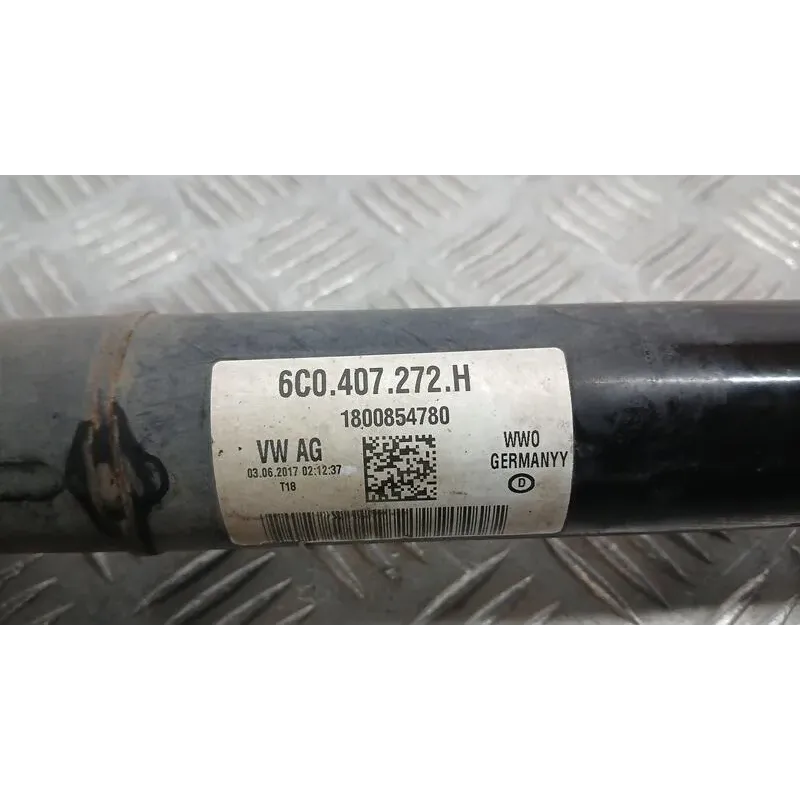 6C0.407.272.H
1800854780
VW AG
03.06.2017 02:12:37
T18
WWO
GERMANYY
D